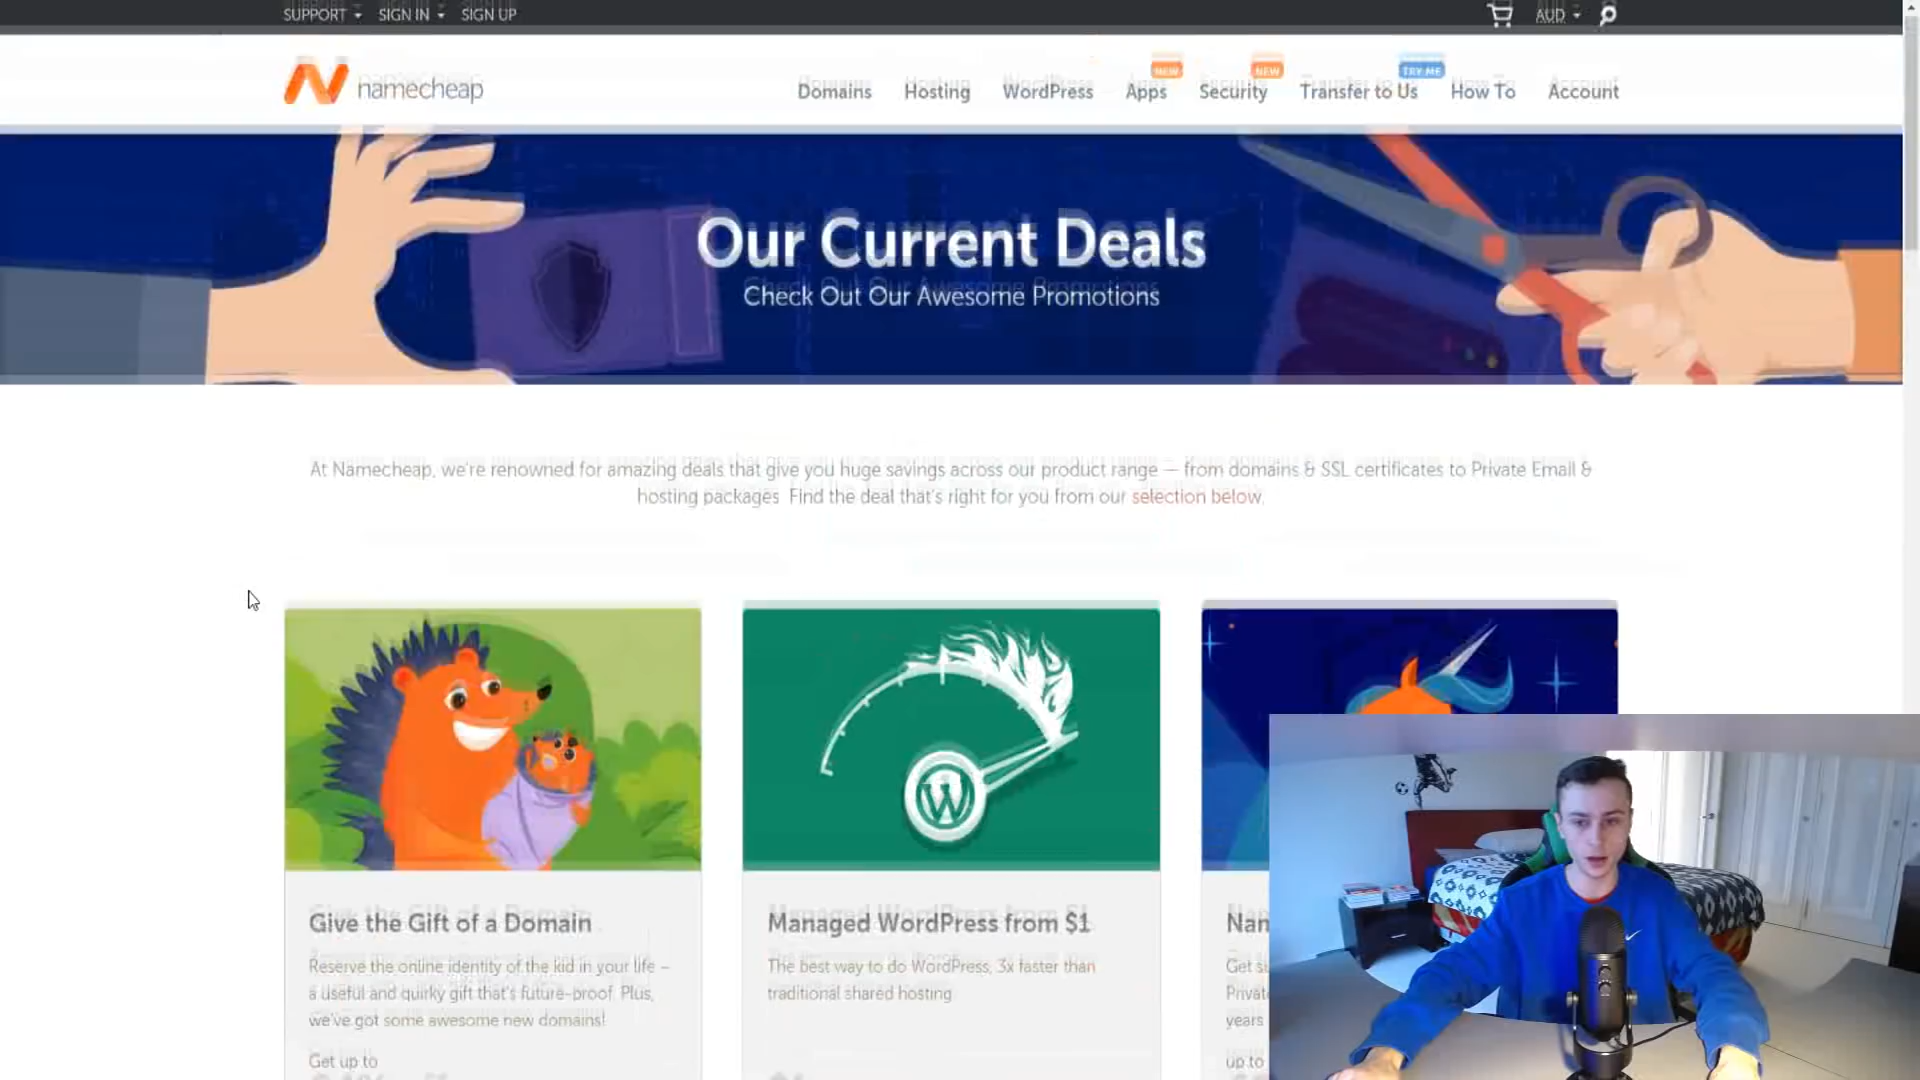 SUPPORT SIGN IN SIGN UP AUD
namecheap
NEW NEW TRY ME
Domains Hosting WordPress Apps Security Transfer to Us How To Account
Our Current Deals
Check Out Our Awesome Promotions
At Namecheap, we're renowned for amazing deals that give you huge savings across our product range — from domains & SSL certificates to Private Email &
hosting packages. Find the deal that's right for you from our selection below.
Give the Gift of a Domain
Reserve the online identity of the kid in your life –
a useful and quirky gift that's future-proof. Plus,
we've got some awesome new domains!
Get up to
Managed WordPress from $1
The best way to do WordPress, 3x faster than
traditional shared hosting
Nam
Get su
Privat
years
up to